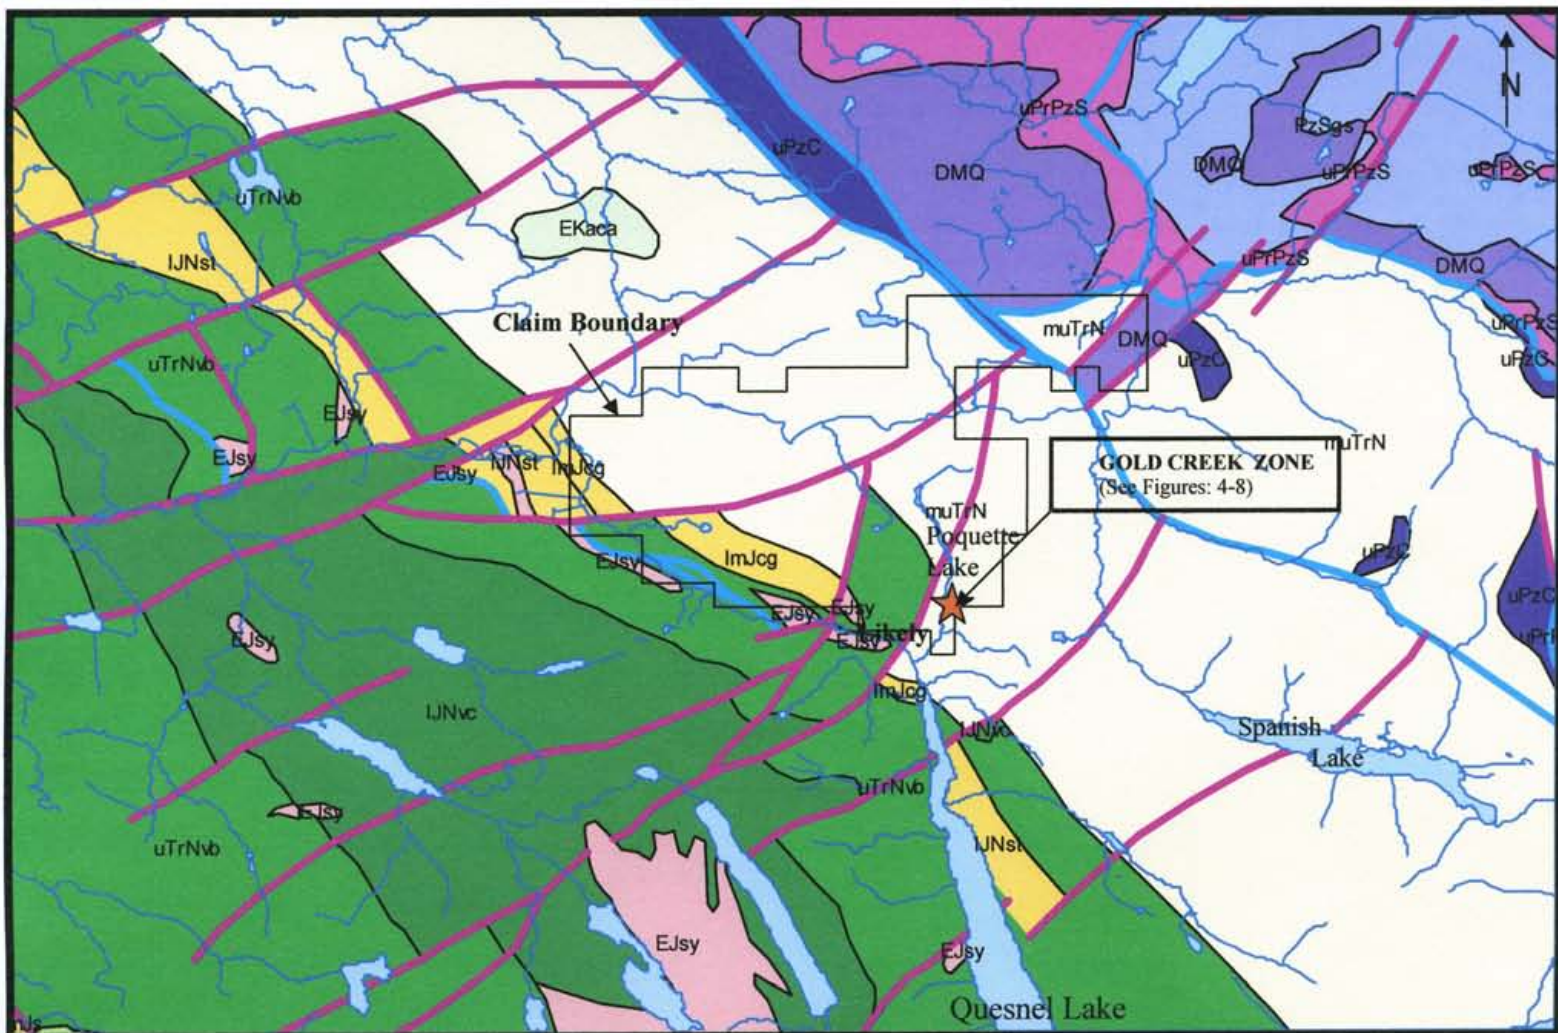 N
uPrPzS
PzSgs
uPzC
DMQ
DMQ
uPrPzS
uPrPzS
uTrNvb
EKaca
uPrPzS
DMQ
lJNst
Claim Boundary
muTrN
DMQ
uPrPzS
uPzC
uPzC
uTrNvb
EJsy
muTrN
EJsy
EJsy
lJNst
lmJcg
GOLD CREEK ZONE
(See Figures: 4-8)
muTrN
Poquette
Lake
lmJcg
EJsy
uPzC
uPzC
EJsy
EJsy
EJsy
Likely
EJsy
lmJcg
lJNvc
lJNvc
Spanish
Lake
uTrNvb
EJsy
uTrNvb
lJNst
EJsy
EJsy
Quesnel Lake